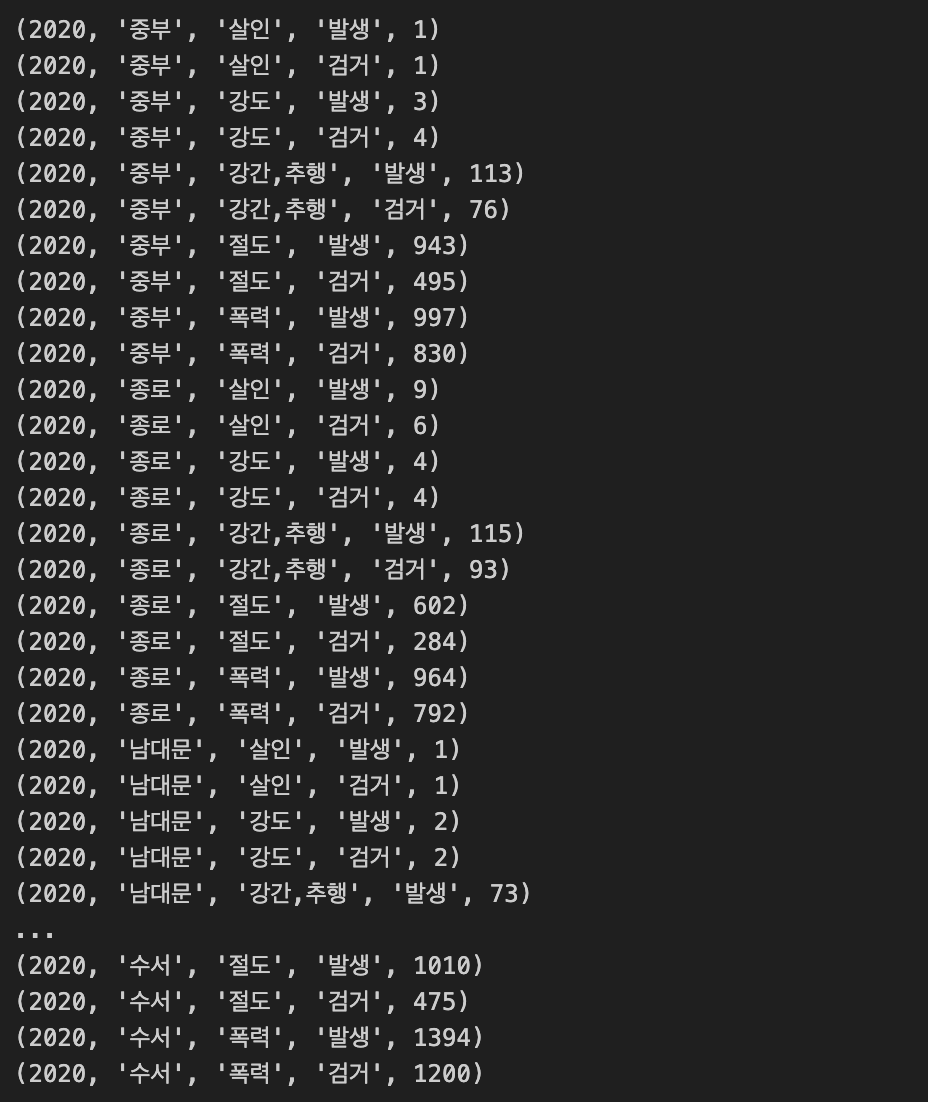 (2020, '중부', '살인', '발생', 1)
(2020, '중부', '살인', '검거', 1)
(2020, '중부', '강도', '발생', 3)
(2020, '중부', '강도', '검거', 4)
(2020, '중부', '강간,추행', '발생', 113)
(2020, '중부', '강간,추행', '검거', 76)
(2020, '중부', '절도', '발생', 943)
(2020, '중부', '절도', '검거', 495)
(2020, '중부', '폭력', '발생', 997)
(2020, '중부', '폭력', '검거', 830)
(2020, '종로', '살인', '발생', 9)
(2020, '종로', '살인', '검거', 6)
(2020, '종로', '강도', '발생', 4)
(2020, '종로', '강도', '검거', 4)
(2020, '종로', '강간,추행', '발생', 115)
(2020, '종로', '강간,추행', '검거', 93)
(2020, '종로', '절도', '발생', 602)
(2020, '종로', '절도', '검거', 284)
(2020, '종로', '폭력', '발생', 964)
(2020, '종로', '폭력', '검거', 792)
(2020, '남대문', '살인', '발생', 1)
(2020, '남대문', '살인', '검거', 1)
(2020, '남대문', '강도', '발생', 2)
(2020, '남대문', '강도', '검거', 2)
(2020, '남대문', '강간,추행', '발생', 73)
...
(2020, '수서', '절도', '발생', 1010)
(2020, '수서', '절도', '검거', 475)
(2020, '수서', '폭력', '발생', 1394)
(2020, '수서', '폭력', '검거', 1200)